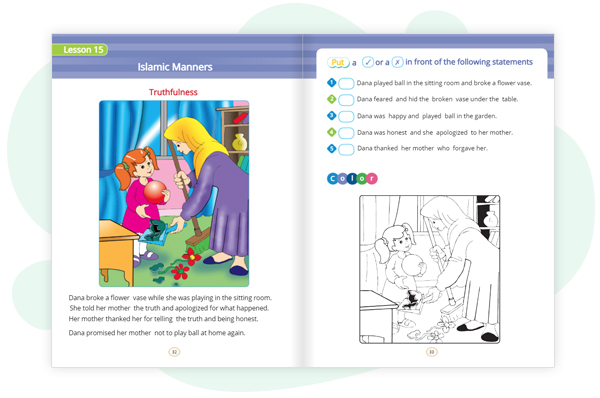 Lesson 15
Islamic Manners
Truthfulness
Dana broke a flower vase while she was playing in the sitting room.
She told her mother the truth and apologized for what happened.
Her mother thanked her for telling the truth and being honest.
Dana promised her mother not to play ball at home again.
32
Put a ✓ or a ✗ in front of the following statements
1 Dana played ball in the sitting room and broke a flower vase.
2 Dana feared and hid the broken vase under the table.
3 Dana was happy and played ball in the garden.
4 Dana was honest and she apologized to her mother.
5 Dana thanked her mother who forgave her.
Color
33